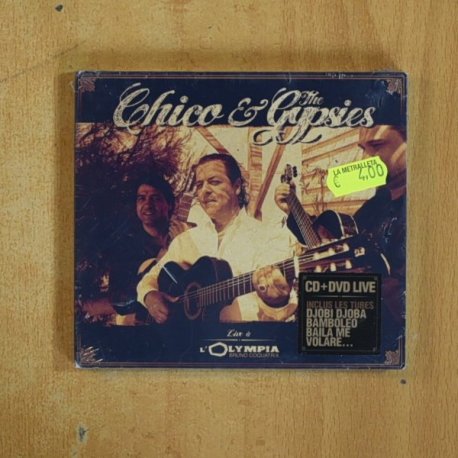 Chico & The Gypsies
LA METRALLETA
€ 4,00
CD+DVD LIVE
INCLUS LES TUBES
DJOBI DJOBA
BAMBOLEO
BAILA ME
VOLARE...
Live à
L'OLYMPIA
BRUNO COQUATRIX